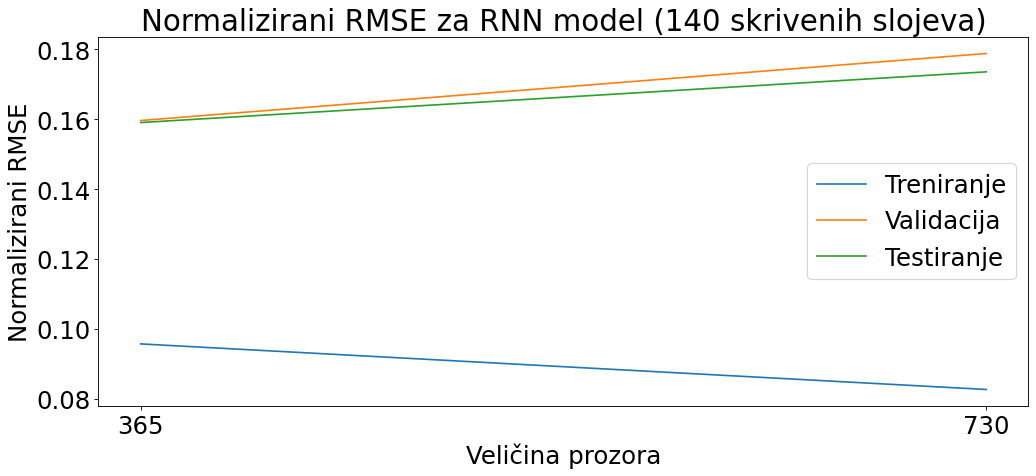 Normalizirani RMSE za RNN model (140 skrivenih slojeva)
Normalizirani RMSE
0.18
0.16
0.14
0.12
0.10
0.08
Treniranje
Validacija
Testiranje
365
730
Veličina prozora